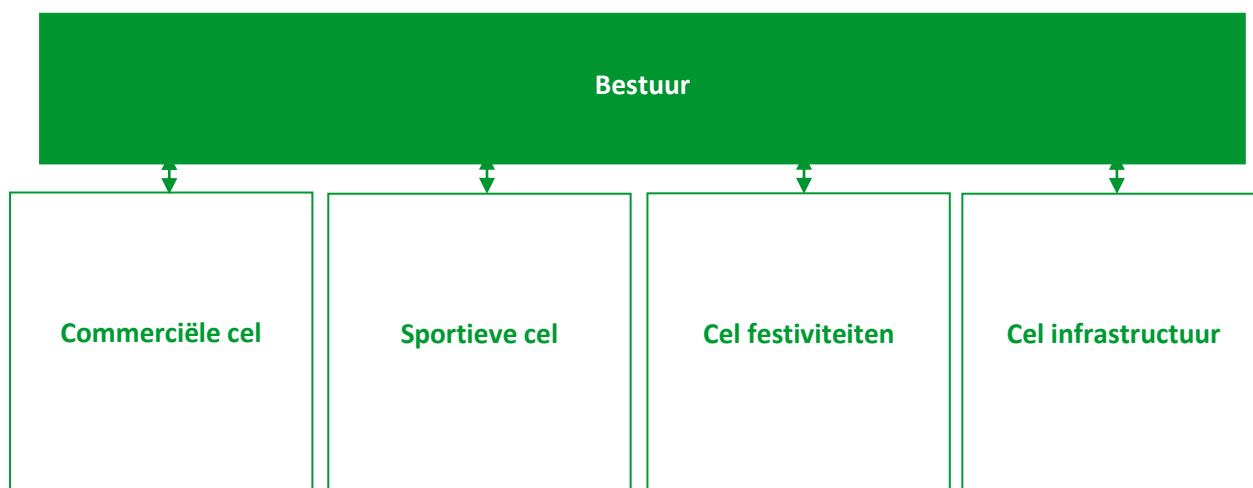 Bestuur
Commerciële cel
Sportieve cel
Cel festiviteiten
Cel infrastructuur